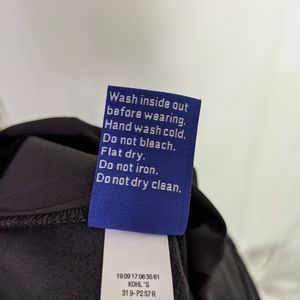 Wash inside out
before wearing.
Hand wash cold.
Do not bleach.
Flat dry.
Do not iron.
Do not dry clean.
190917063561
KOHL'S
319-P257R